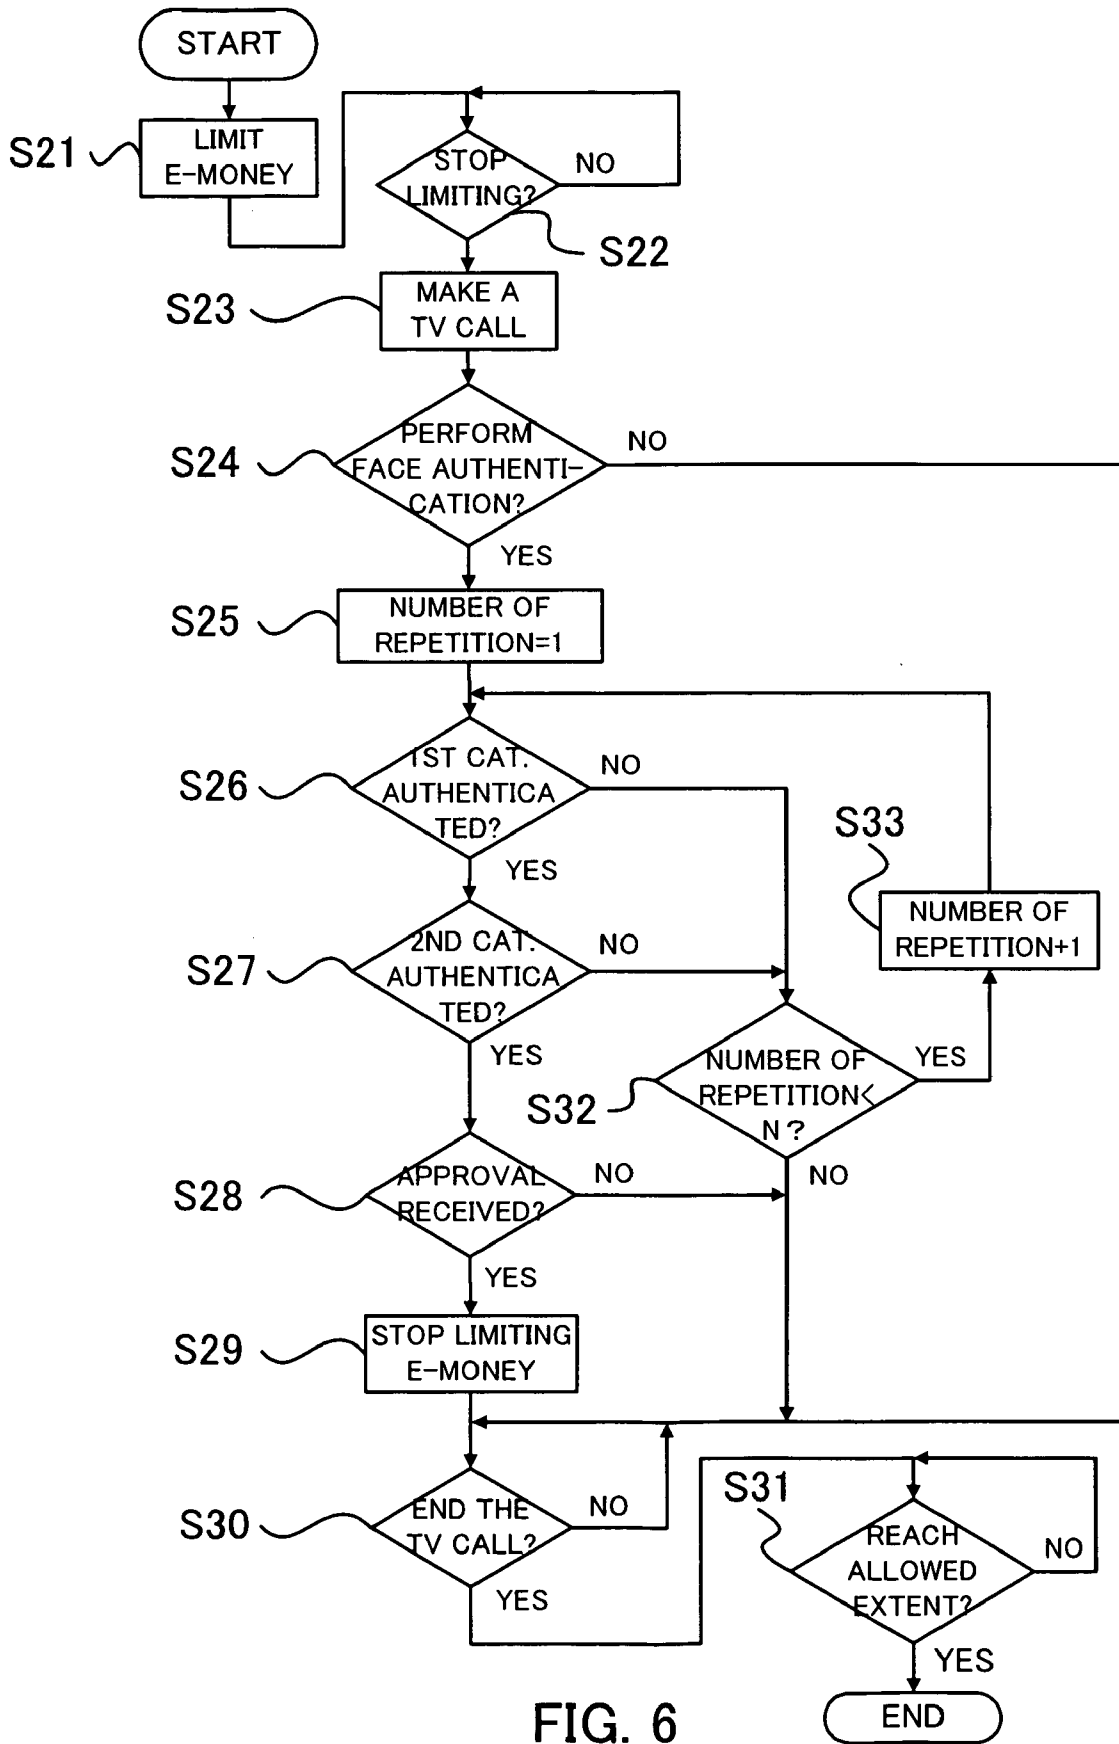 START
S21
LIMIT
E-MONEY
STOP
LIMITING?
NO
S22
S23
MAKE A
TV CALL
S24
PERFORM
FACE AUTHENTI-
CATION?
NO
YES
S25
NUMBER OF
REPETITION=1
S26
1ST CAT.
AUTHENTICA
TED?
NO
YES
S33
NUMBER OF
REPETITION+1
S27
2ND CAT.
AUTHENTICA
TED?
NO
YES
S32
NUMBER OF
REPETITION<
N?
YES
NO
S28
APPROVAL
RECEIVED?
NO
YES
S29
STOP LIMITING
E-MONEY
S30
END THE
TV CALL?
NO
YES
S31
REACH
ALLOWED
EXTENT?
NO
YES
END
FIG. 6